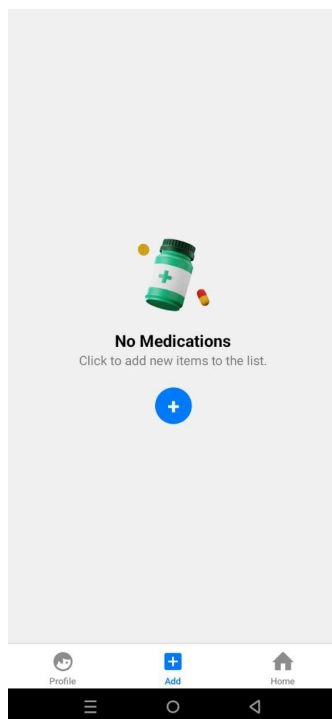 No Medications
Click to add new items to the list.
Profile
Add
Home